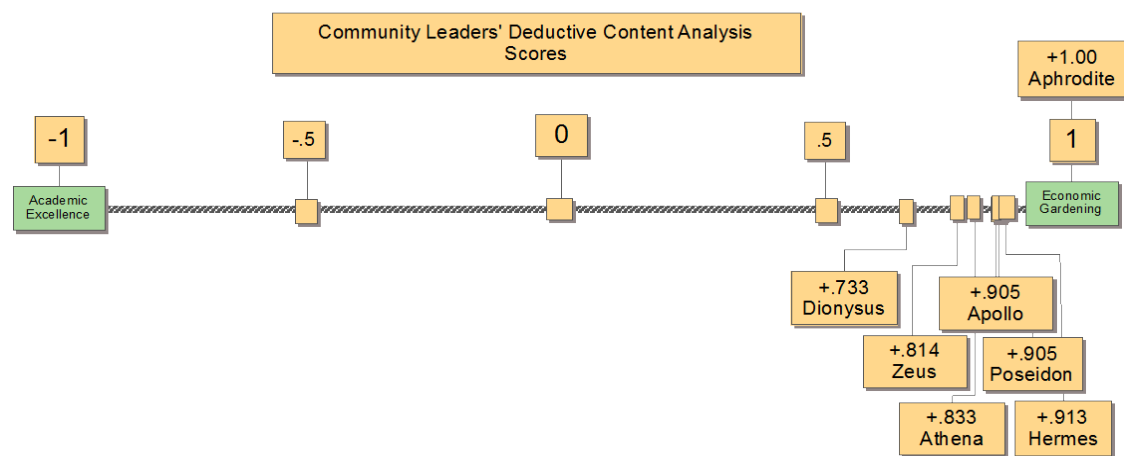 Community Leaders' Deductive Content Analysis
Scores
+1.00
Aphrodite
-1
-.5
0
.5
1
Academic
Excellence
Economic
Gardening
+.733
Dionysus
+.905
Apollo
+.814
Zeus
+.905
Poseidon
+.833
Athena
+.913
Hermes